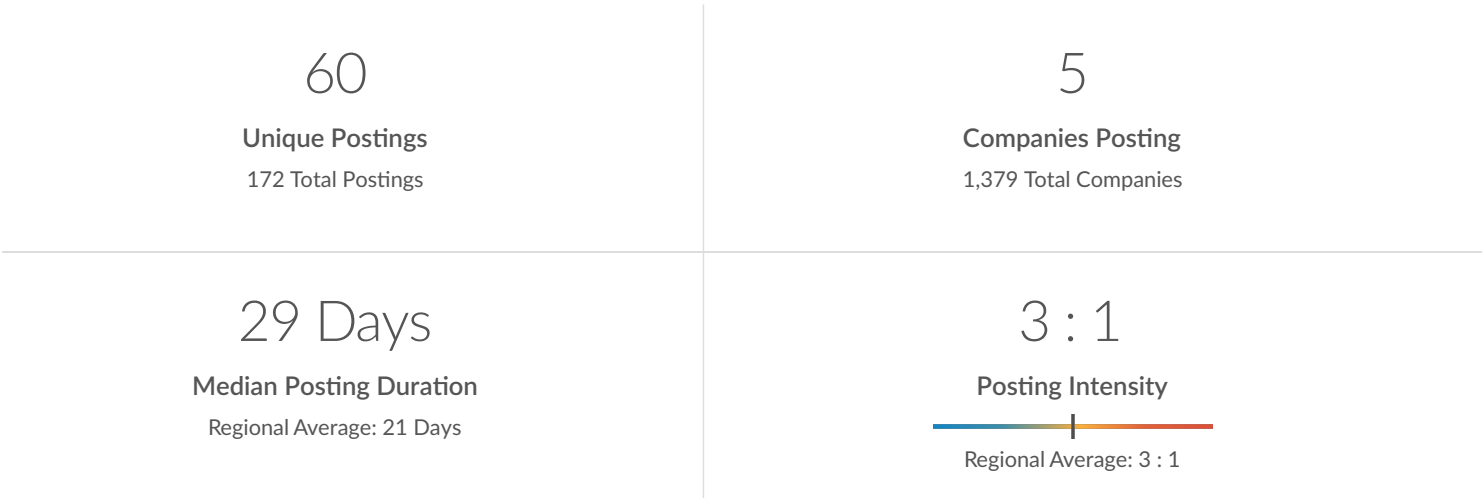 60
Unique Postings
172 Total Postings
5
Companies Posting
1,379 Total Companies
29 Days
Median Posting Duration
Regional Average: 21 Days
3 : 1
Posting Intensity
Regional Average: 3 : 1